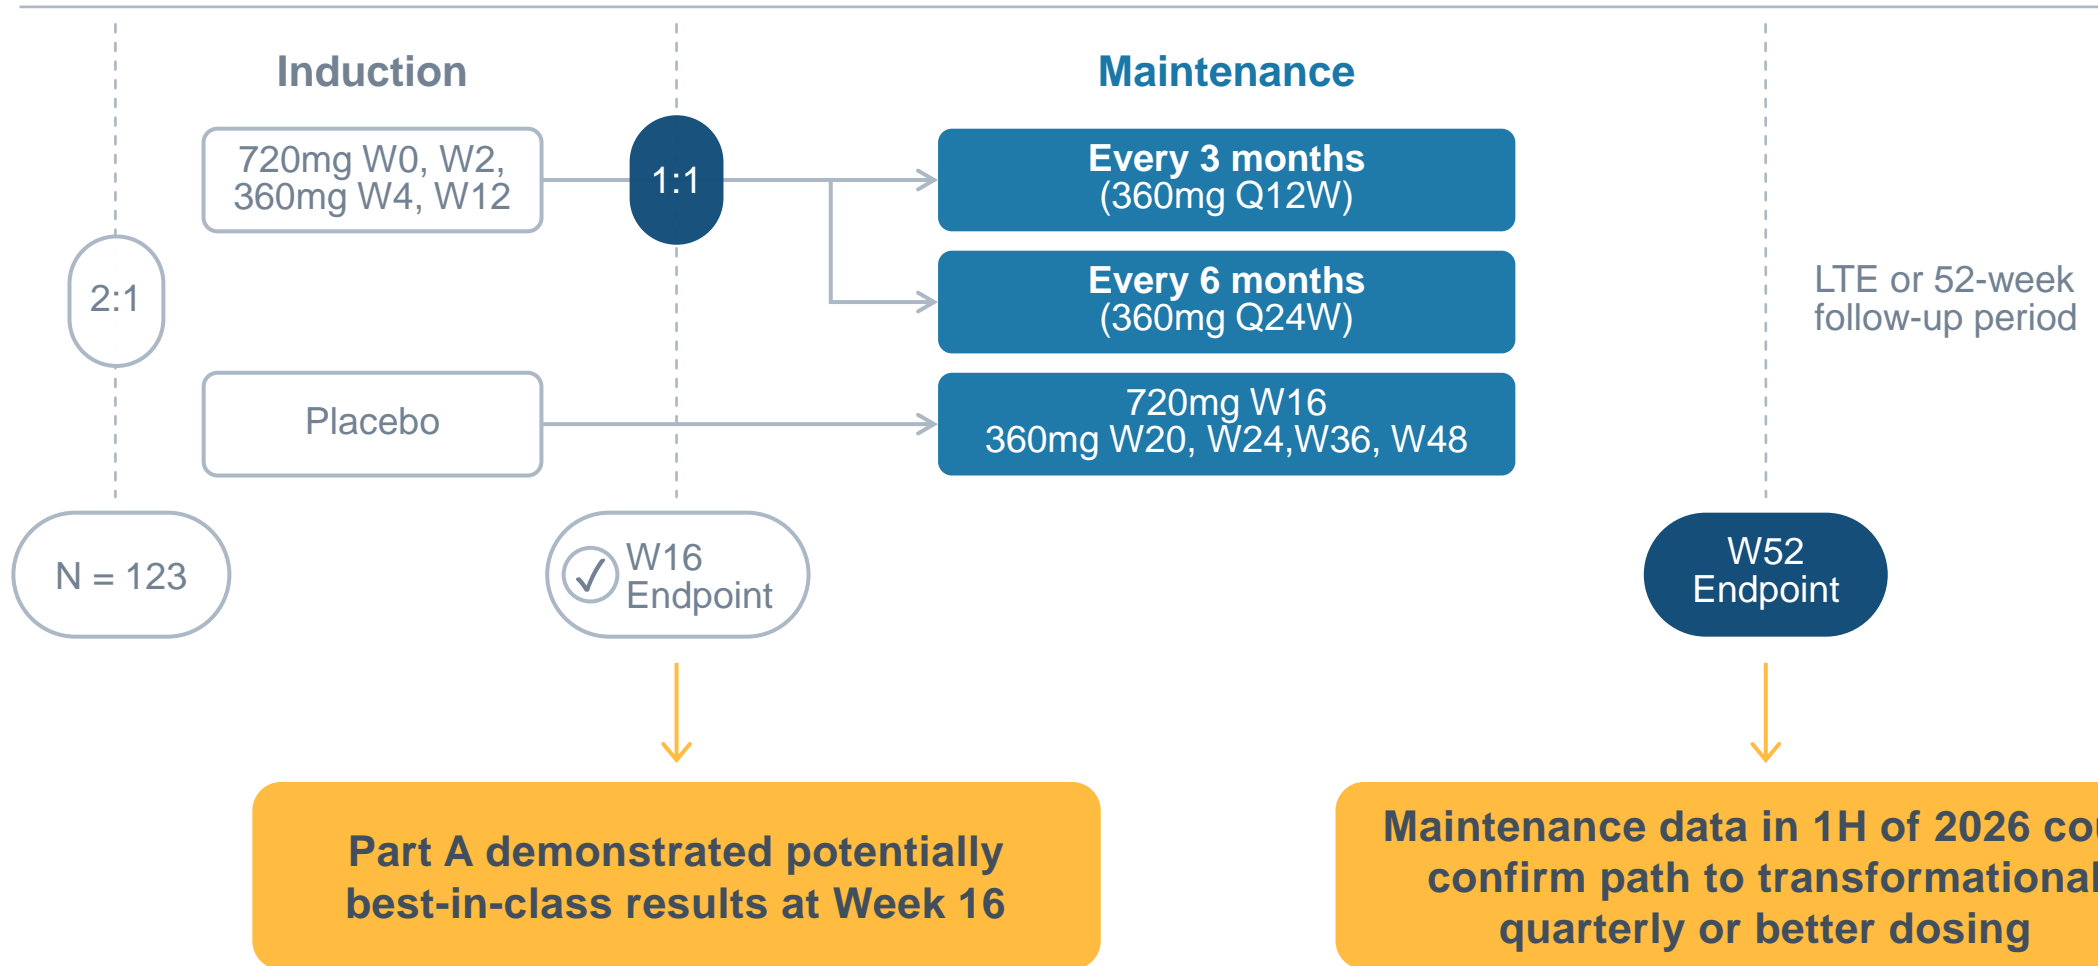 Induction
Maintenance
720mg W0, W2,
360mg W4, W12
1:1
Every 3 months
(360mg Q12W)
2:1
Every 6 months
(360mg Q24W)
LTE or 52-week
follow-up period
Placebo
720mg W16
360mg W20, W24,W36, W48
N = 123
W16
Endpoint
W52
Endpoint
Part A demonstrated potentially
best-in-class results at Week 16
Maintenance data in 1H of 2026
confirm path to transformational
quarterly or better dosing